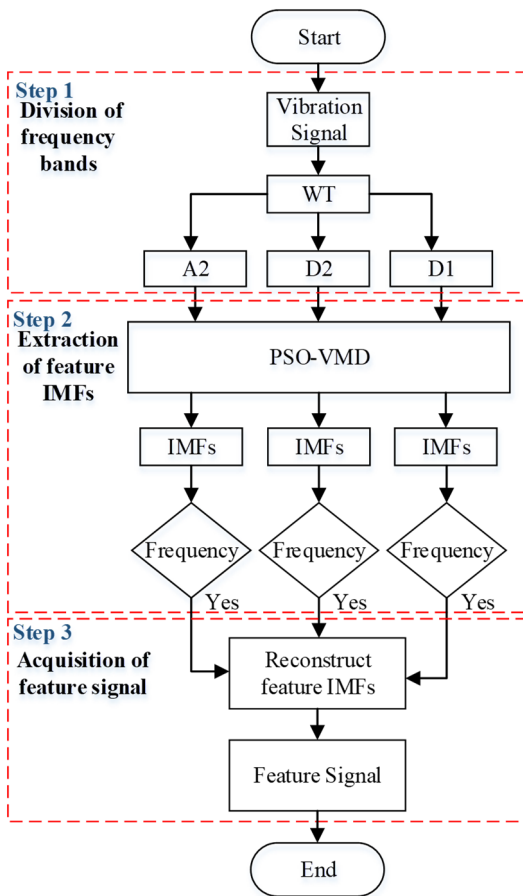 Start
Step 1
Division of
frequency
bands
Vibration
Signal
WT
A2
D2
D1
Step 2
Extraction
of feature
IMFs
PSO-VMD
IMFs
IMFs
IMFs
Frequency
Frequency
Frequency
Yes
Yes
Yes
Step 3
Acquisition of
feature signal
Reconstruct
feature IMFs
Feature Signal
End